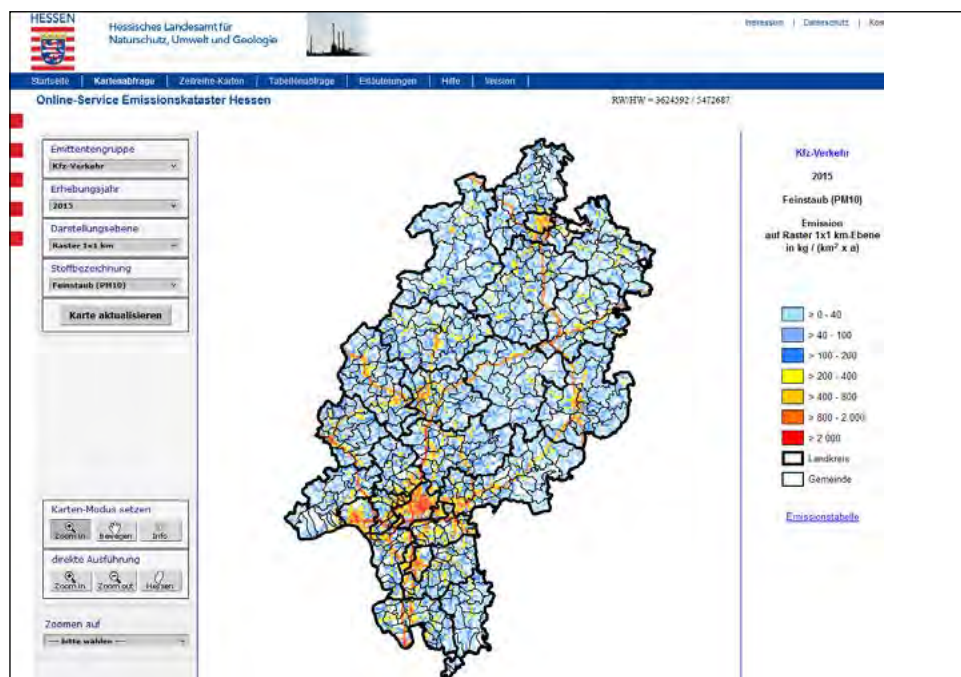 HESSEN
Hessisches Landesamt für
Naturschutz, Umwelt und Geologie
Impressum | Datenschutz | Kon
Startseite | Kartenabfrage | Zeitreihe-Karten | Tabellenabfrage | Erläuterungen | Hilfe | Version |
Online-Service Emissionskataster Hessen
RW/HW = 3624592 / 5472687
Emittentengruppe
Kfz-Verkehr
Erhebungsjahr
2015
Darstellungsebene
Raster 1x1 km
Stoffbezeichnung
Feinstaub (PM10)
Karte aktualisieren
Karten-Modus setzen
Zoom in
bewegen
Info
direkte Ausführung
Zoom in
Zoom out
Hessen
Zoomen auf
--- bitte wählen ---
Kfz-Verkehr
2015
Feinstaub (PM10)
Emission
auf Raster 1x1 km-Ebene
in kg / (km² x a)
> 0 - 40
> 40 - 100
> 100 - 200
> 200 - 400
> 400 - 800
> 800 - 2 000
> 2 000
Landkreis
Gemeinde
Emissionstabelle